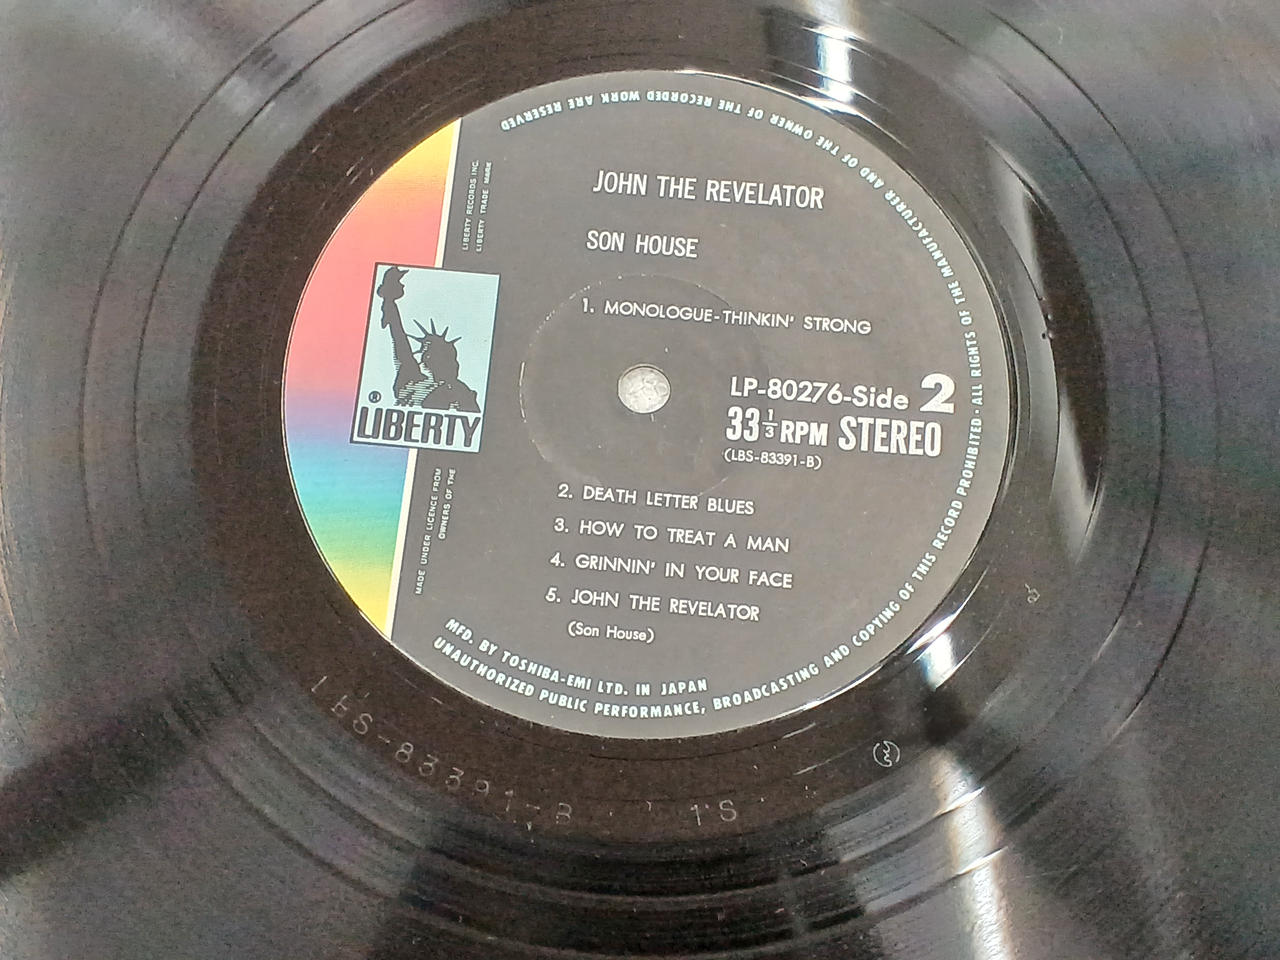 JOHN THE REVELATOR
SON HOUSE
1. MONOLOGUE-THINKIN' STRONG
LP-80276-Side 2
33 1/3 RPM STEREO
(LBS-83391-B)
2. DEATH LETTER BLUES
3. HOW TO TREAT A MAN
4. GRINNIN' IN YOUR FACE
5. JOHN THE REVELATOR
(Son House)
LIBERTY RECORDS INC.
LIBERTY TRADE MARK
®
LIBERTY
MADE UNDER LICENCE FROM
OWNERS OF THE
MFD. BY TOSHIBA-EMI LTD. IN JAPAN
UNAUTHORIZED PUBLIC PERFORMANCE, BROADCASTING AND COPYING OF THIS RECORD PROHIBITED · ALL RIGHTS OF THE MANUFACTURER AND OF THE OWNER OF THE RECORDED WORK ARE RESERVED
LBS-83391-B 1'S